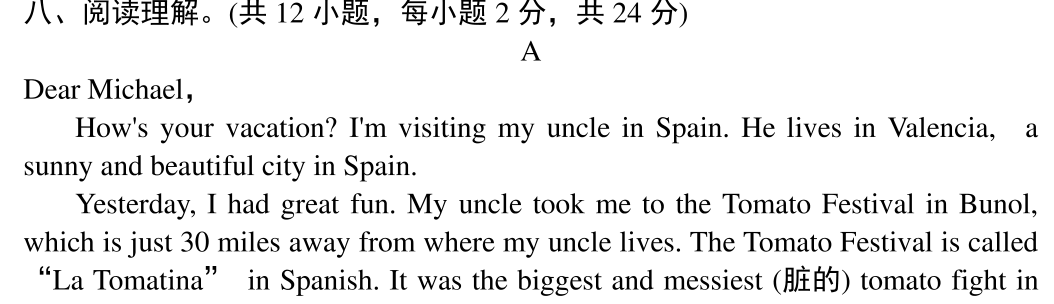 八、阅读理解。(共 12 小题，每小题 2 分，共 24 分)
A
Dear Michael，
How's your vacation? I'm visiting my uncle in Spain. He lives in Valencia, a
sunny and beautiful city in Spain.
Yesterday, I had great fun. My uncle took me to the Tomato Festival in Bunol,
which is just 30 miles away from where my uncle lives. The Tomato Festival is called
“La Tomatina” in Spanish. It was the biggest and messiest (脏的) tomato fight in